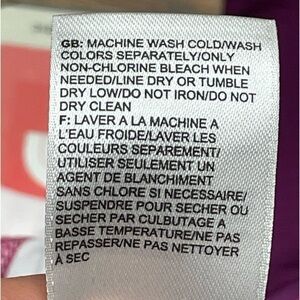 GB: MACHINE WASH COLD/WASH
COLORS SEPARATELY/ONLY
NON-CHLORINE BLEACH WHEN
NEEDED/LINE DRY OR TUMBLE
DRY LOW/DO NOT IRON/DO NOT
DRY CLEAN
F: LAVER A LA MACHINE A
L'EAU FROIDE/LAVER LES
COULEURS SEPAREMENT/
UTILISER SEULEMENT UN
AGENT DE BLANCHIMENT
SANS CHLORE SI NECESSAIRE/
SUSPENDRE POUR SECHER OU
SECHER PAR CULBUTAGE A
BASSE TEMPERATURE/NE PAS
REPASSER/NE PAS NETTOYER
À SEC